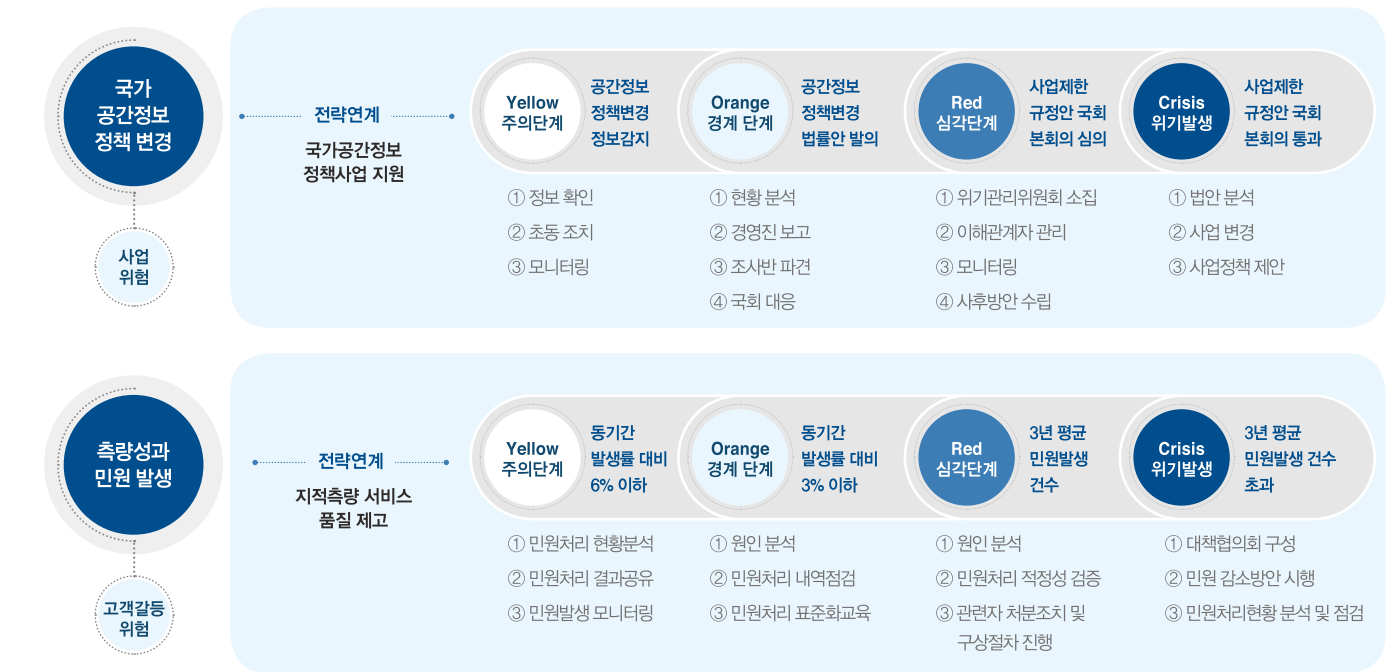 국가
공간정보
정책 변경
사업
위험
전략연계
국가공간정보
정책사업 지원
Yellow
주의단계
공간정보
정책변경
정보감지
① 정보 확인
② 초동 조치
③ 모니터링
Orange
경계 단계
공간정보
정책변경
법률안 발의
① 현황 분석
② 경영진 보고
③ 조사반 파견
④ 국회 대응
Red
심각단계
사업제한
규정안 국회
본회의 심의
① 위기관리위원회 소집
② 이해관계자 관리
③ 모니터링
④ 사후방안 수립
Crisis
위기발생
사업제한
규정안 국회
본회의 통과
① 법안 분석
② 사업 변경
③ 사업정책 제안
측량성과
민원 발생
고객갈등
위험
전략연계
지적측량 서비스
품질 제고
Yellow
주의단계
동기간
발생률 대비
6% 이하
① 민원처리 현황분석
② 민원처리 결과공유
③ 민원발생 모니터링
Orange
경계 단계
동기간
발생률 대비
3% 이하
① 원인 분석
② 민원처리 내역점검
③ 민원처리 표준화교육
Red
심각단계
3년 평균
민원발생
건수
① 원인 분석
② 민원처리 적정성 검증
③ 관련자 처분조치 및
구상절차 진행
Crisis
위기발생
3년 평균
민원발생 건수
초과
① 대책협의회 구성
② 민원 감소방안 시행
③ 민원처리현황 분석 및 점검